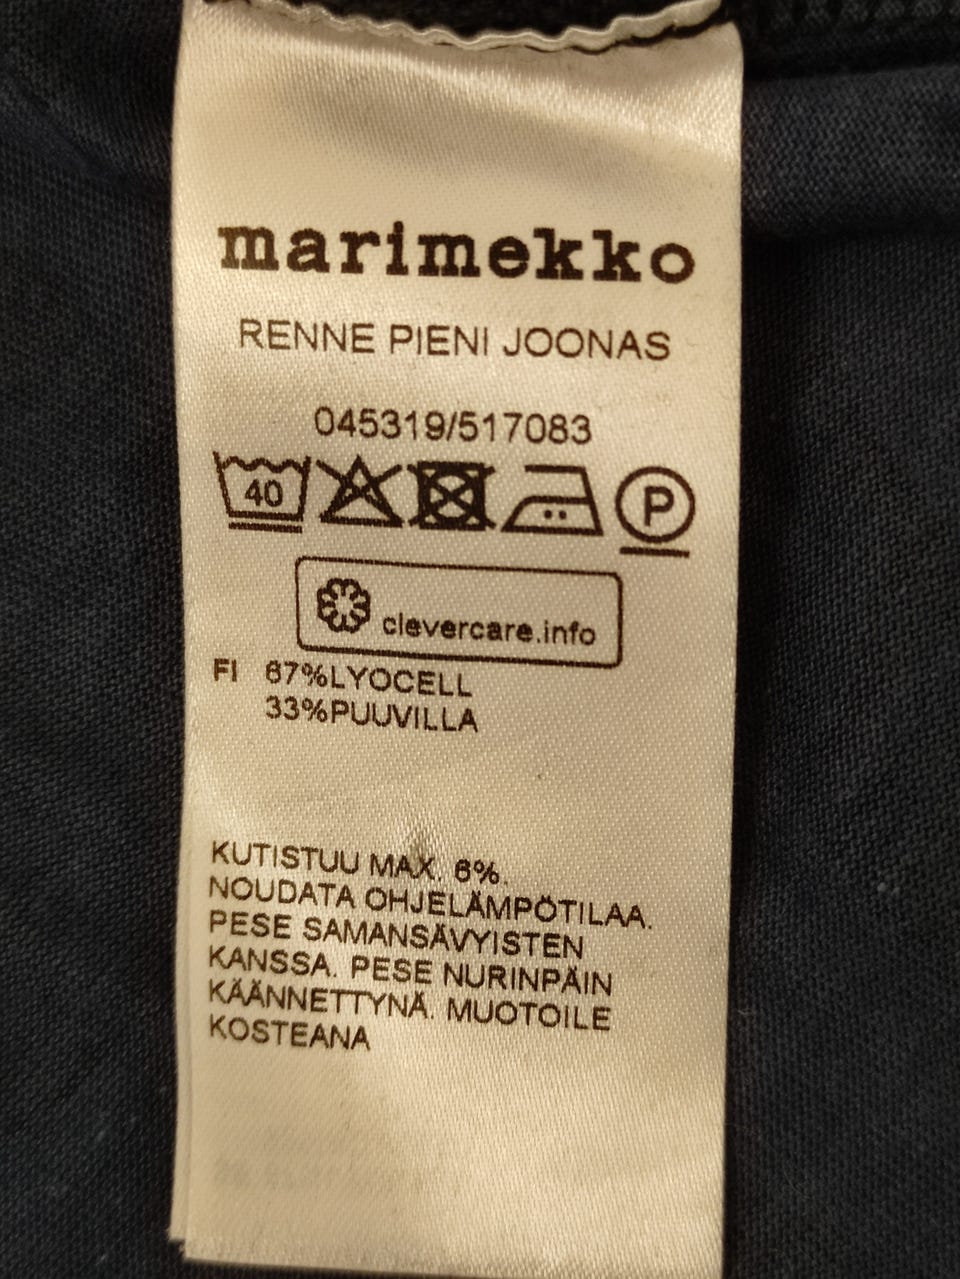 marimekko
RENNE PIENI JOONAS
045319/517083
40 P
clevercare.info
FI 67%LYOCELL
33%PUUVILLA
KUTISTUU MAX. 6%.
NOUDATA OHJELÄMPÖTILAA.
PESE SAMANSÄVYISTEN
KANSSA. PESE NURINPÄIN
KÄÄNNETTYNÄ. MUOTOILE
KOSTEANA